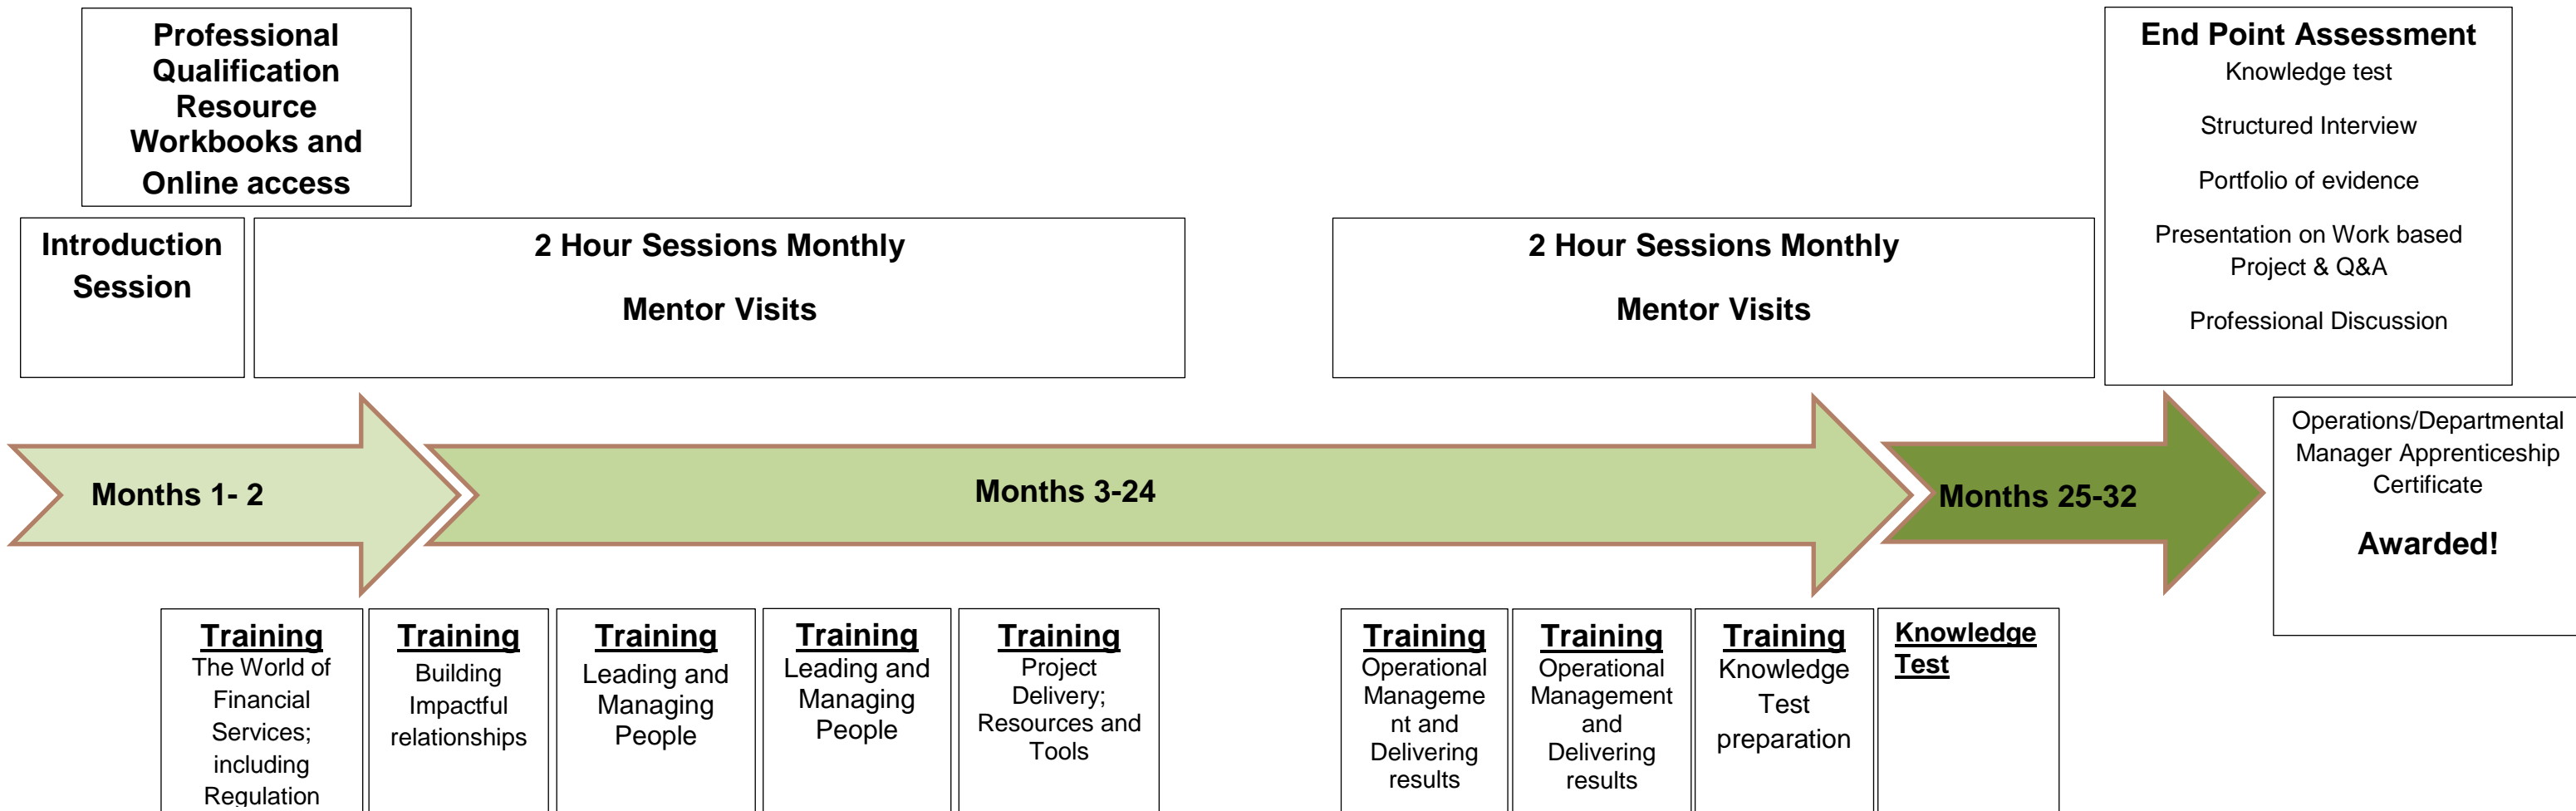 Professional
Qualification
Resource
Workbooks and
Online access
End Point Assessment
Knowledge test
Structured Interview
Portfolio of evidence
Presentation on Work based
Project & Q&A
Professional Discussion
Introduction
Session
2 Hour Sessions Monthly
Mentor Visits
2 Hour Sessions Monthly
Mentor Visits
Months 1- 2
Months 3-24
Months 25-32
Operations/Departmental
Manager Apprenticeship
Certificate
Awarded!
Training
The World of
Financial
Services;
including
Regulation
Training
Building
Impactful
relationships
Training
Leading and
Managing
People
Training
Leading and
Managing
People
Training
Project
Delivery;
Resources and
Tools
Training
Operational
Manageme
nt and
Delivering
results
Training
Operational
Management
and
Delivering
results
Training
Knowledge
Test
preparation
Knowledge
Test